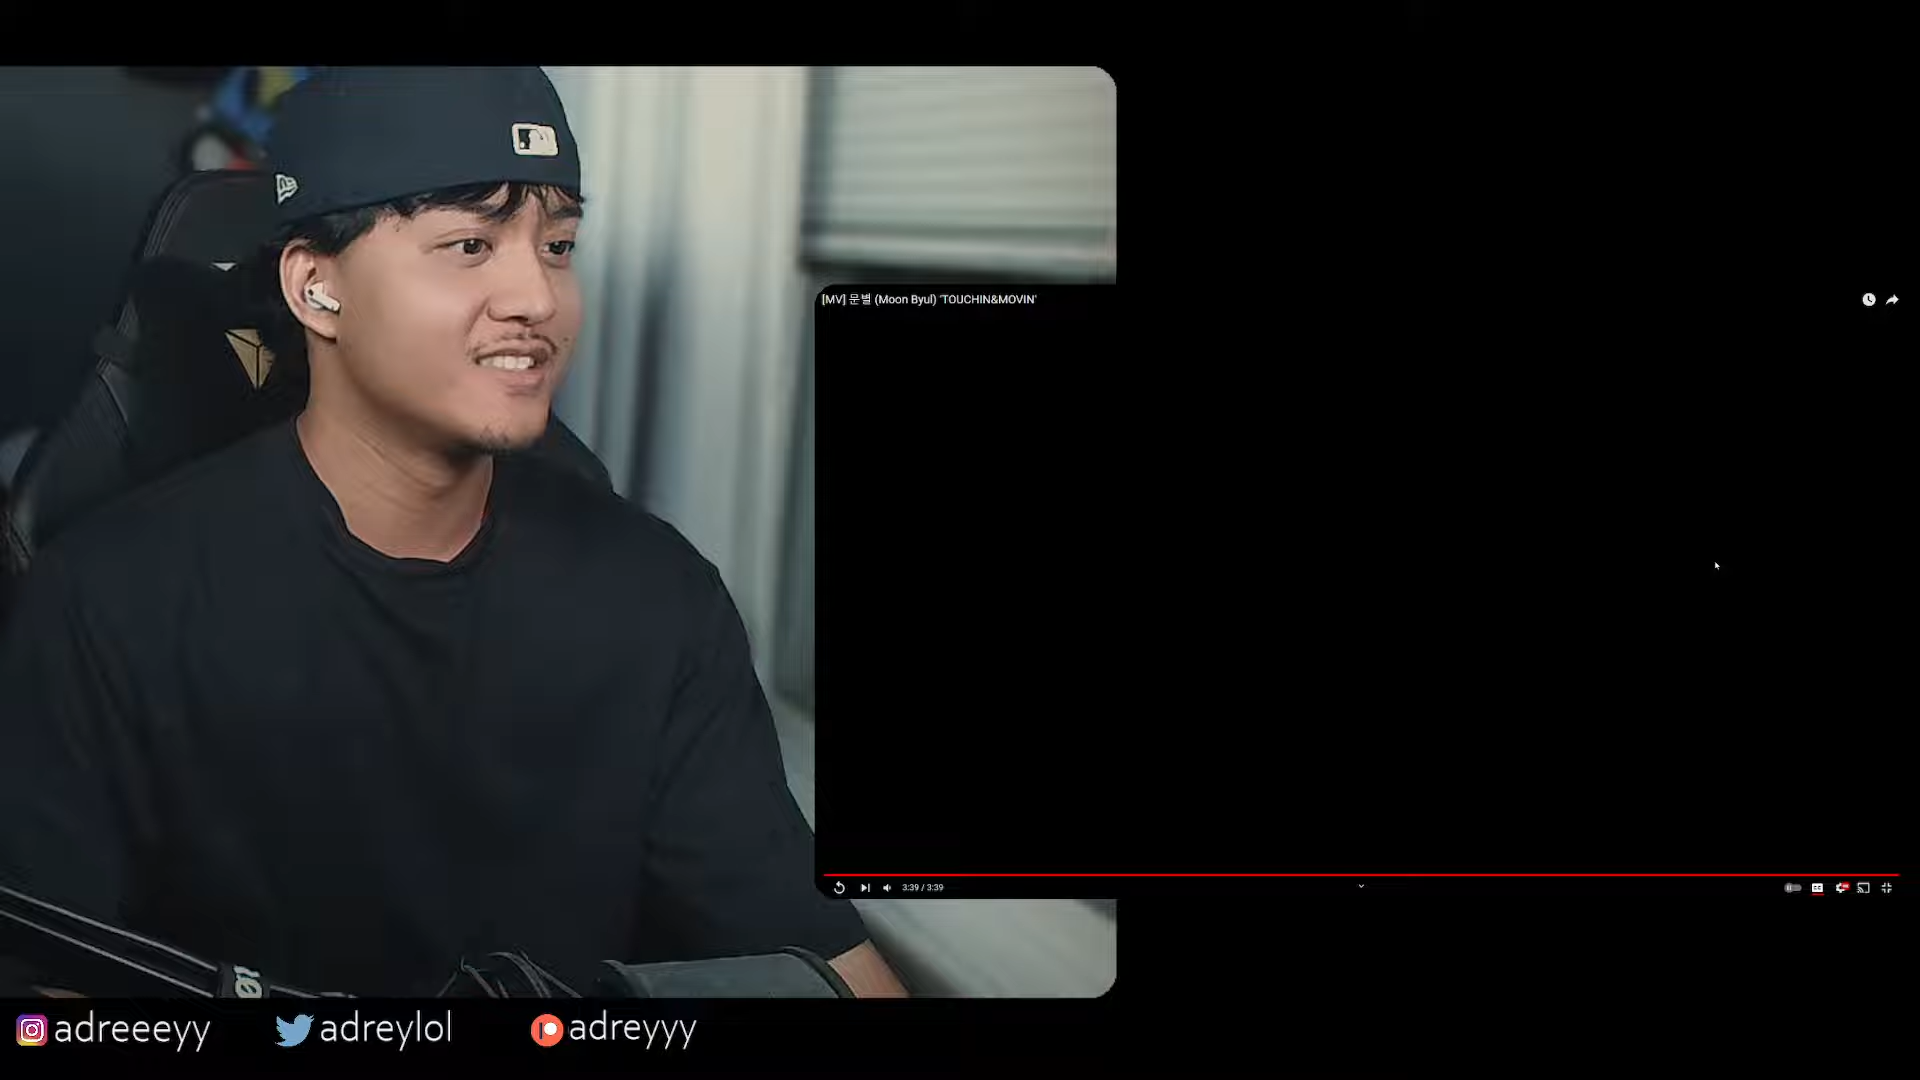 [MV] 문별 (Moon Byul) 'TOUCHIN&MOVIN'
3:39 / 3:39
adreeeyy
adreylol
adreyyy